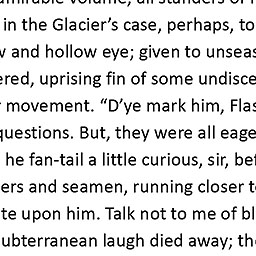 in the Glacier's case, perhaps, to
and hollow eye; given to unseas
ered, uprising fin of some undisce
movement. "D'ye mark him, Flas
questions. But, they were all eage
he fan-tail a little curious, sir, be
ers and seamen, running closer t
te upon him. Talk not to me of bl
ubterranean laugh died away; th